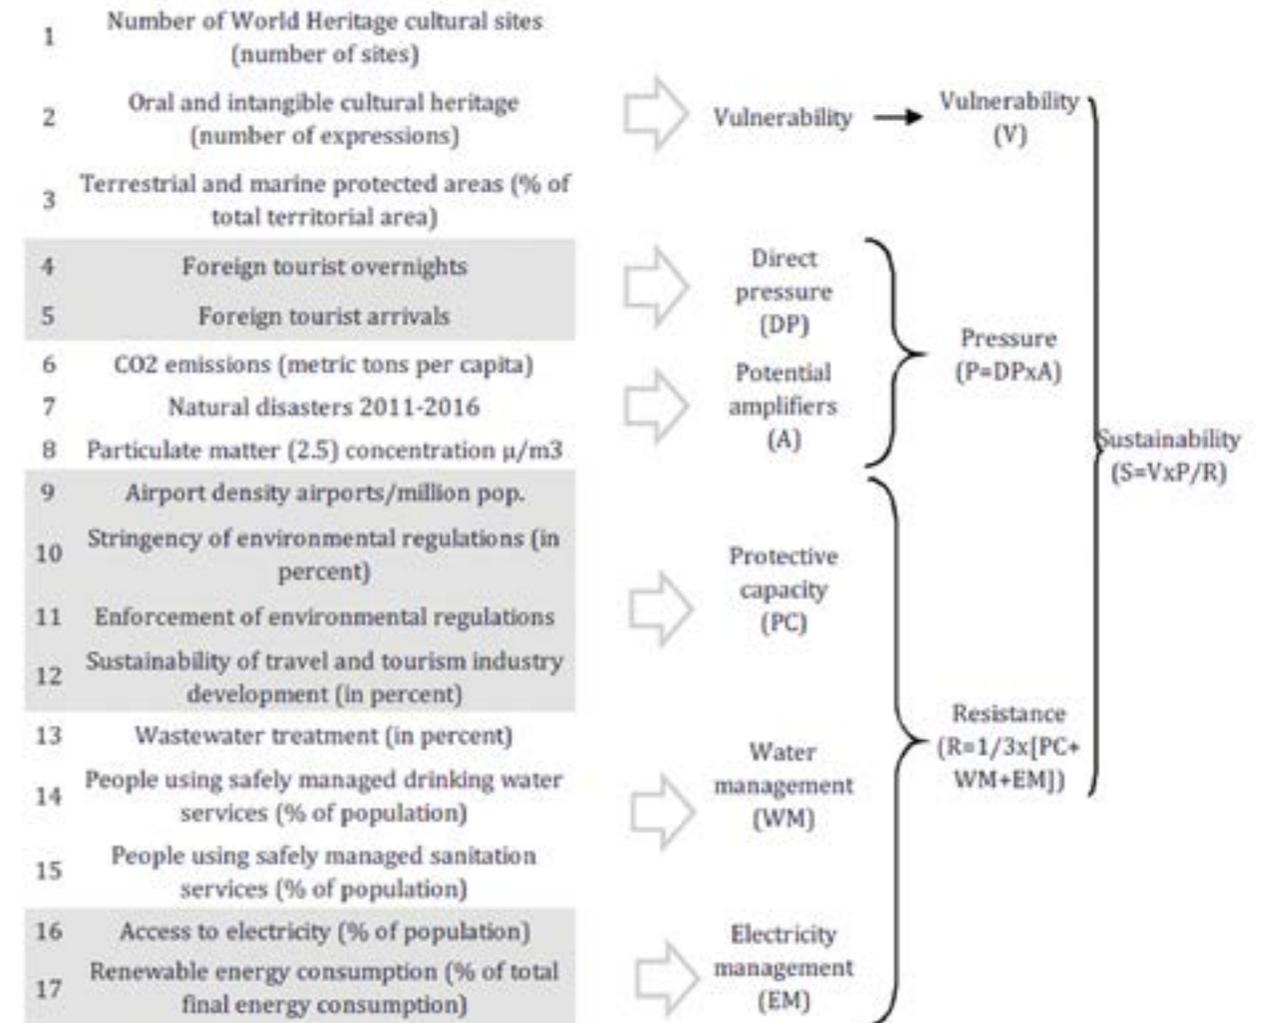 1
Number of World Heritage cultural sites
(number of sites)
2
Oral and intangible cultural heritage
(number of expressions)
3
Terrestrial and marine protected areas (% of
total territorial area)
4
Foreign tourist overnights
5
Foreign tourist arrivals
6
CO2 emissions (metric tons per capita)
7
Natural disasters 2011-2016
8
Particulate matter (2.5) concentration μ/m3
9
Airport density airports/million pop.
10
Stringency of environmental regulations (in
percent)
11
Enforcement of environmental regulations
12
Sustainability of travel and tourism industry
development (in percent)
13
Wastewater treatment (in percent)
14
People using safely managed drinking water
services (% of population)
15
People using safely managed sanitation
services (% of population)
16
Access to electricity (% of population)
17
Renewable energy consumption (% of total
final energy consumption)
Vulnerability
Direct
pressure
(DP)
Potential
amplifiers
(A)
Protective
capacity
(PC)
Water
management
(WM)
Electricity
management
(EM)
Vulnerability
(V)
Pressure
(P=DPxA)
Resistance
(R=1/3x[PC+
WM+EM])
Sustainability
(S=VxP/R)